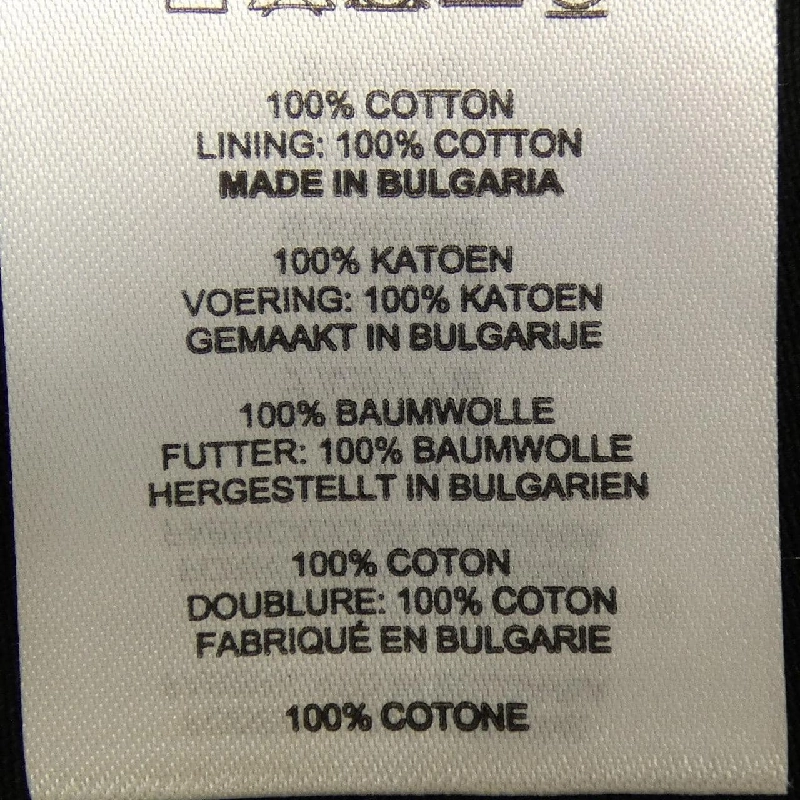 100% COTTON
LINING: 100% COTTON
MADE IN BULGARIA
100% KATOEN
VOERING: 100% KATOEN
GEMAAKT IN BULGARIJE
100% BAUMWOLLE
FUTTER: 100% BAUMWOLLE
HERGESTELLT IN BULGARIEN
100% COTON
DOUBLURE: 100% COTON
FABRIQUÉ EN BULGARIE
100% COTONE